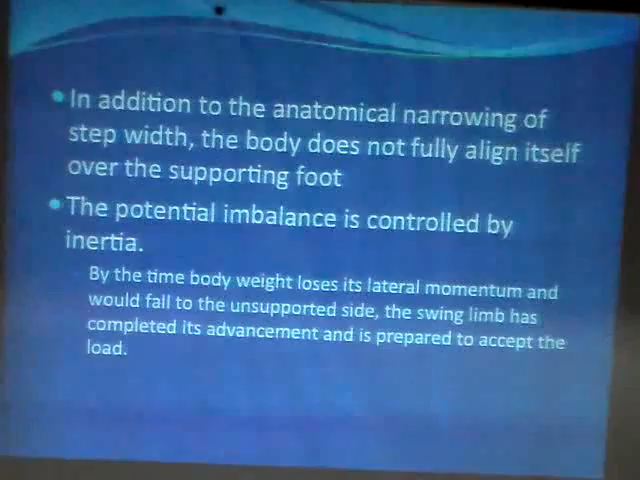 • In addition to the anatomical narrowing of
step width, the body does not fully align itself
over the supporting foot
• The potential imbalance is controlled by
inertia.
By the time body weight loses its lateral momentum and
would fall to the unsupported side, the swing limb has
completed its advancement and is prepared to accept the
load.